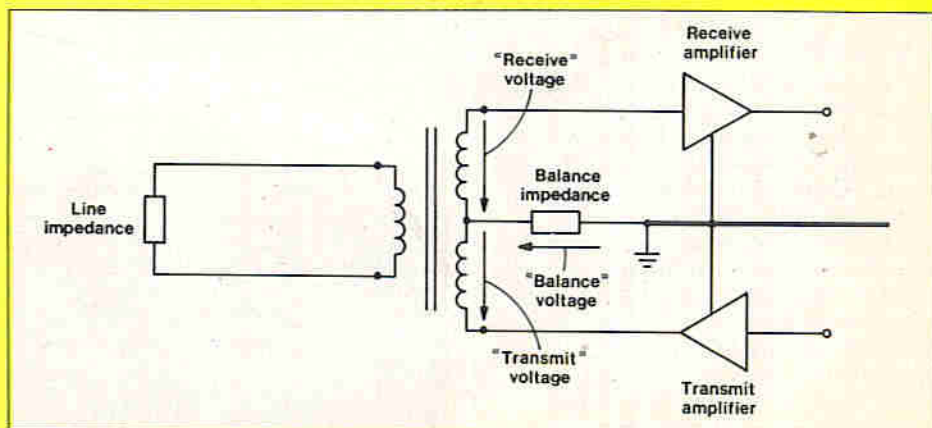 Receive
amplifier
"Receive"
voltage
Balance
impedance
Line
impedance
"Balance"
voltage
"Transmit"
voltage
Transmit
amplifier